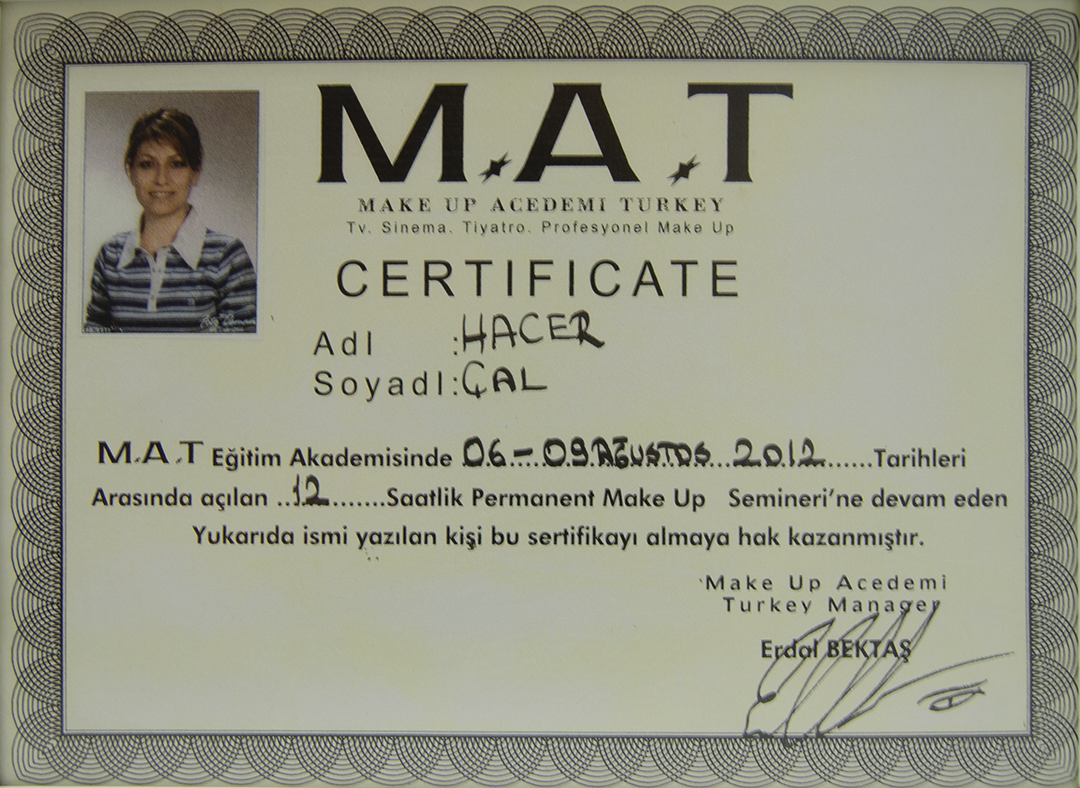 M.A.T
MAKE UP ACEDEMI TURKEY
Tv. Sinema. Tiyatro. Profesyonel Make Up
CERTIFICATE
Adı :HACER
Soyadı:ÇAL
M.A.T Eğitim Akademisinde 06-09 AĞUSTOS 2012 Tarihleri
Arasında açılan ..12.......Saatlik Permanent Make Up Semineri'ne devam eden
Yukarıda ismi yazılan kişi bu sertifikayı almaya hak kazanmıştır.
Make Up Acedemi
Turkey Manager
Erdal BEKTAŞ